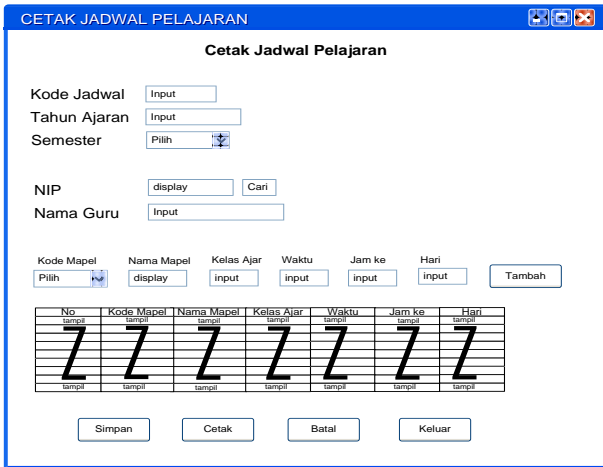 CETAK JADWAL PELAJARAN
Cetak Jadwal Pelajaran
Kode Jadwal Input
Tahun Ajaran Input
Semester Pilih
NIP display Cari
Nama Guru Input
Kode Mapel Nama Mapel Kelas Ajar Waktu Jam ke Hari
Pilih display input input input input Tambah
No Kode Mapel Nama Mapel Kelas Ajar Waktu Jam ke Hari
tampil tampil tampil tampil tampil tampil tampil
Z Z Z Z Z Z Z
tampil tampil tampil tampil tampil tampil tampil
Simpan Cetak Batal Keluar